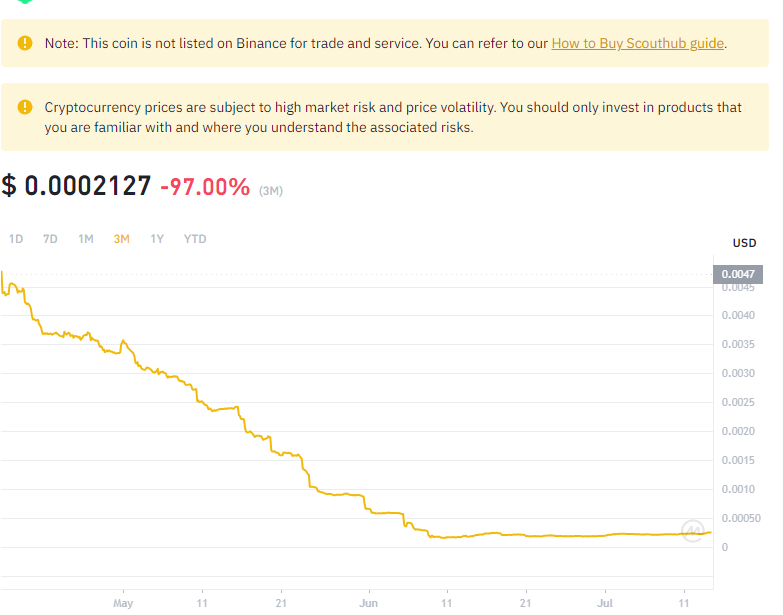 Note: This coin is not listed on Binance for trade and service. You can refer to our How to Buy Scouthub guide.
Cryptocurrency prices are subject to high market risk and price volatility. You should only invest in products that
you are familiar with and where you understand the associated risks.
$ 0.0002127 -97.00% (3M)
1D 7D 1M 3M 1Y YTD
USD
0.0047
0.0045
0.0040
0.0035
0.0030
0.0025
0.0020
0.0015
0.0010
0.00050
0
May 11 21 Jun 11 21 Jul 11